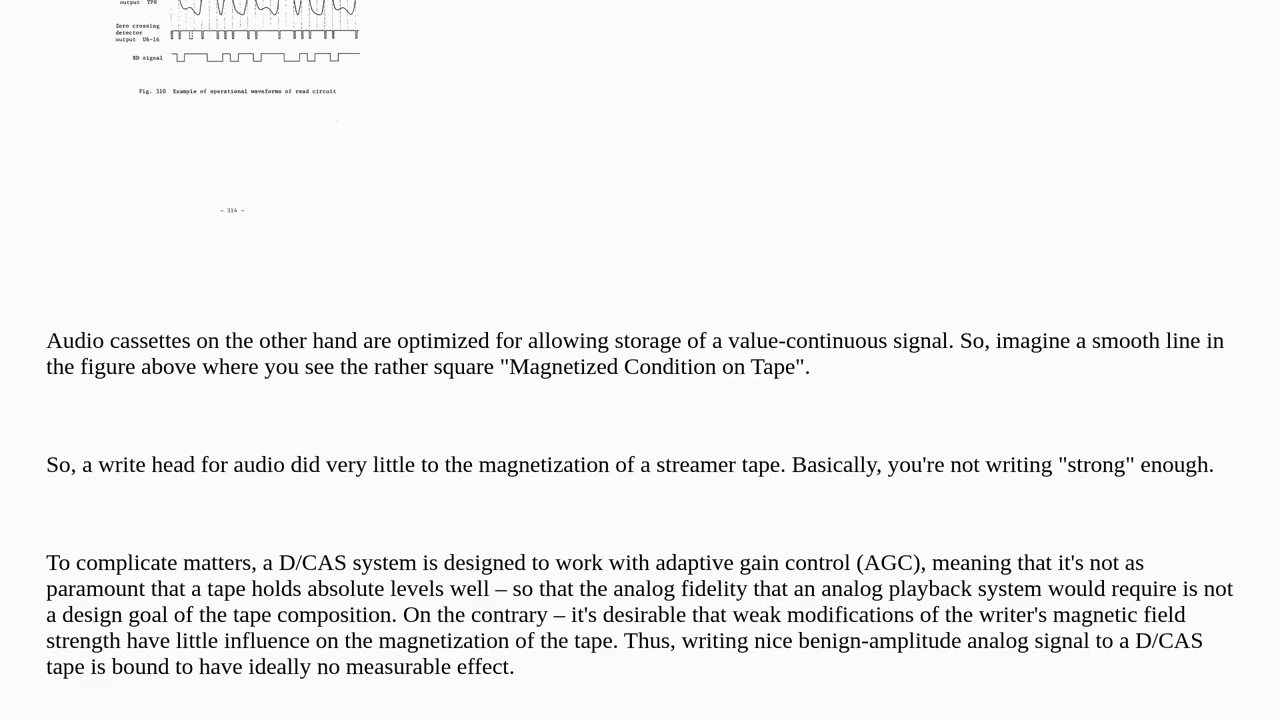 output TP8
Zero crossing
detector
output U6-16
RD signal
Fig. 310 Example of operational waveforms of read circuit
- 314 -
Audio cassettes on the other hand are optimized for allowing storage of a value-continuous signal. So, imagine a smooth line in
the figure above where you see the rather square "Magnetized Condition on Tape".
So, a write head for audio did very little to the magnetization of a streamer tape. Basically, you're not writing "strong" enough.
To complicate matters, a D/CAS system is designed to work with adaptive gain control (AGC), meaning that it's not as
paramount that a tape holds absolute levels well – so that the analog fidelity that an analog playback system would require is not
a design goal of the tape composition. On the contrary – it's desirable that weak modifications of the writer's magnetic field
strength have little influence on the magnetization of the tape. Thus, writing nice benign-amplitude analog signal to a D/CAS
tape is bound to have ideally no measurable effect.